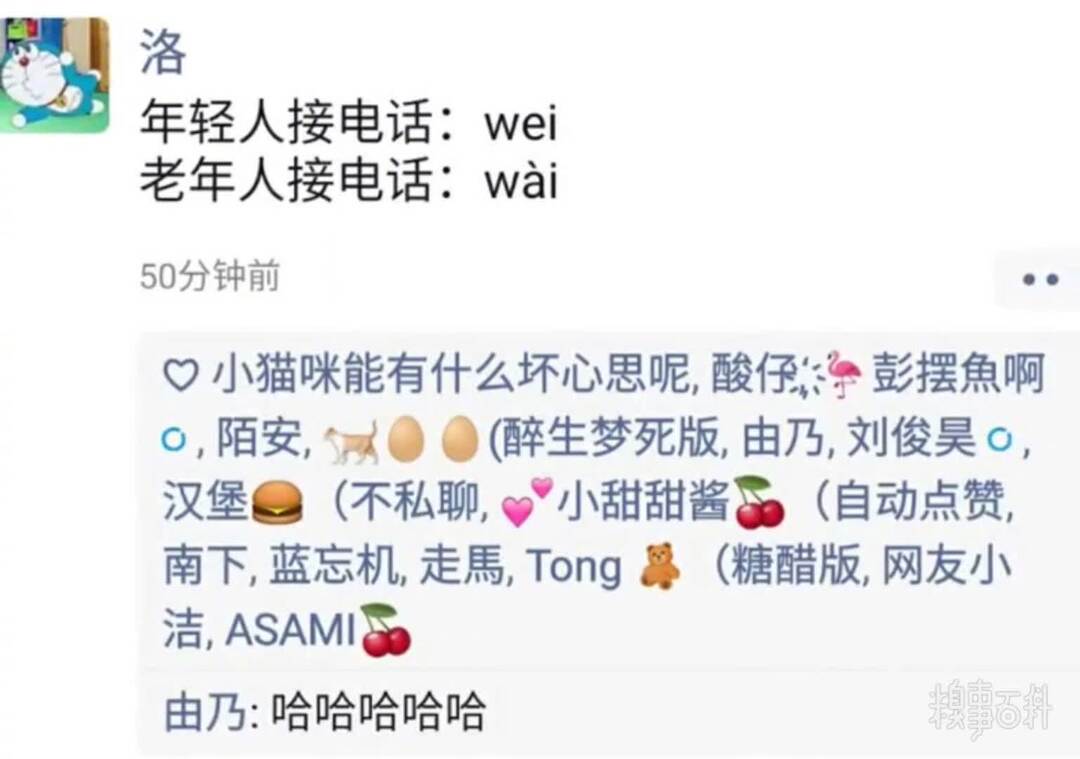 洛
年轻人接电话：wei
老年人接电话：wài
50分钟前
小猫咪能有什么坏心思呢, 酸仔 彭摆魚啊
, 陌安, (醉生梦死版, 由乃, 刘俊昊 ,
汉堡（不私聊, 小甜甜酱（自动点赞,
南下, 蓝忘机, 走馬, Tong （糖醋版, 网友小
洁, ASAMI
由乃: 哈哈哈哈哈
糗事百科